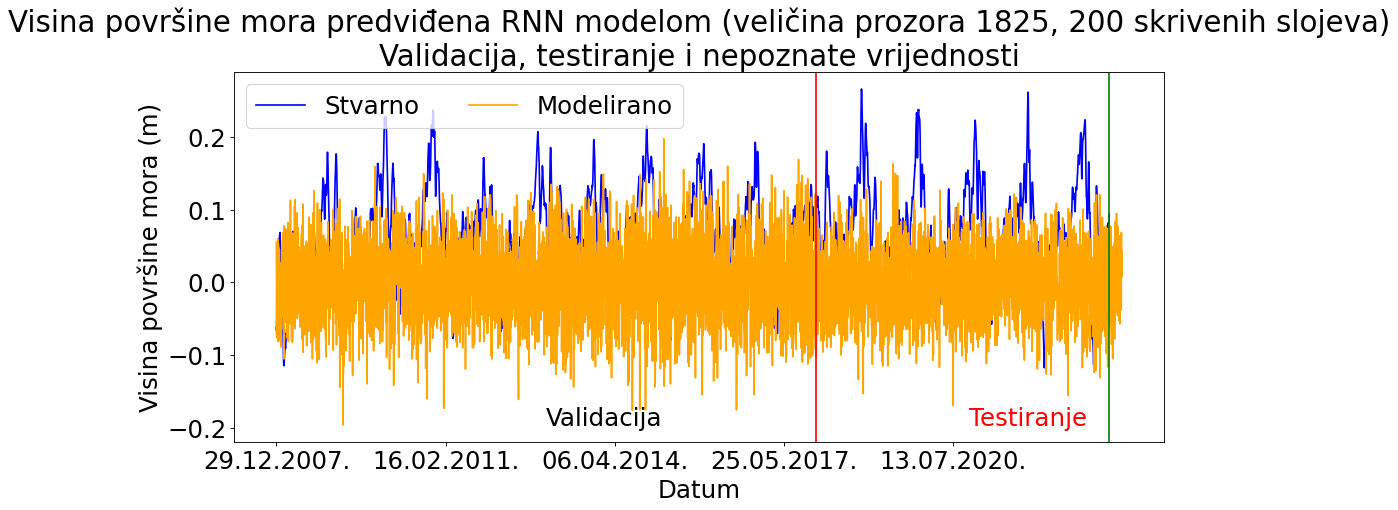 Visina površine mora predviđena RNN modelom (veličina prozora 1825, 200 skrivenih slojeva)
Validacija, testiranje i nepoznate vrijednosti
Stvarno
Modelirano
Visina površine mora (m)
0.2
0.1
0.0
−0.1
−0.2
Validacija
Testiranje
29.12.2007.
16.02.2011.
06.04.2014.
25.05.2017.
13.07.2020.
Datum